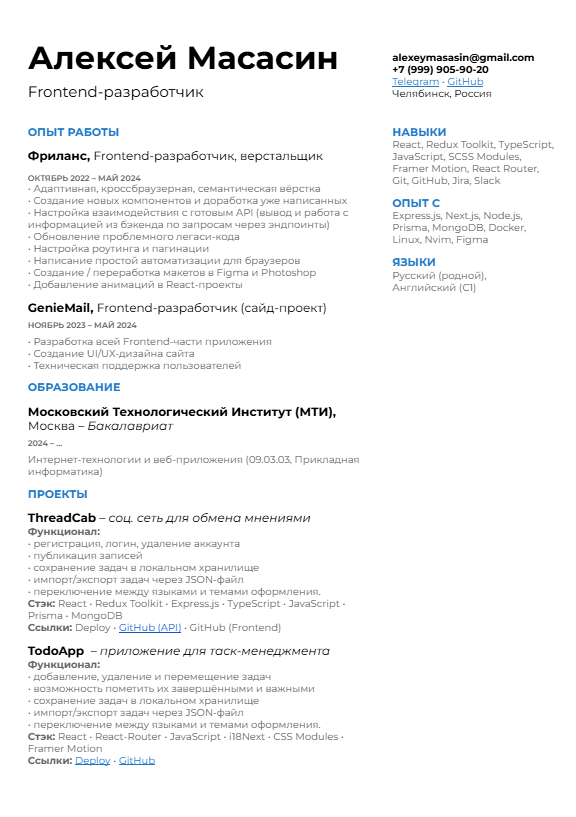 Алексей Масасин
Frontend-разработчик
alexeymasasin@gmail.com
+7 (999) 905-90-20
Telegram · GitHub
Челябинск, Россия
ОПЫТ РАБОТЫ
Фриланс, Frontend-разработчик, верстальщик
ОКТЯБРЬ 2022 – МАЙ 2024
• Адаптивная, кроссбраузерная, семантическая вёрстка
• Создание новых компонентов и доработка уже написанных
• Настройка взаимодействия с готовым API (вывод и работа с
информацией из бэкенда по запросам через эндпоинты)
• Обновление проблемного легаси-кода
• Настройка роутинга и пагинации
• Написание простой автоматизации для браузеров
• Создание / переработка макетов в Figma и Photoshop
• Добавление анимаций в React-проекты
GenieMail, Frontend-разработчик (сайд-проект)
НОЯБРЬ 2023 – МАЙ 2024
• Разработка всей Frontend-части приложения
• Создание UI/UX-дизайна сайта
• Техническая поддержка пользователей
ОБРАЗОВАНИЕ
Московский Технологический Институт (МТИ),
Москва – Бакалавриат
2024 – ...
Интернет-технологии и веб-приложения (09.03.03, Прикладная
информатика)
ПРОЕКТЫ
ThreadCab – соц. сеть для обмена мнениями
Функционал:
• регистрация, логин, удаление аккаунта
• публикация записей
• сохранение задач в локальном хранилище
• импорт/экспорт задач через JSON-файл
• переключение между языками и темами оформления.
Стэк: React • Redux Toolkit • Express.js • TypeScript • JavaScript •
Prisma • MongoDB
Ссылки: Deploy • GitHub (API) • GitHub (Frontend)
TodoApp – приложение для таск-менеджмента
Функционал:
• добавление, удаление и перемещение задач
• возможность пометить их завершёнными и важными
• сохранение задач в локальном хранилище
• импорт/экспорт задач через JSON-файл
• переключение между языками и темами оформления.
Стэк: React • React-Router • JavaScript • i18Next • CSS Modules •
Framer Motion
Ссылки: Deploy • GitHub
НАВЫКИ
React, Redux Toolkit, TypeScript,
JavaScript, SCSS Modules,
Framer Motion, React Router,
Git, GitHub, Jira, Slack
ОПЫТ С
Express.js, Next.js, Node.js,
Prisma, MongoDB, Docker,
Linux, Nvim, Figma
ЯЗЫКИ
Русский (родной),
Английский (C1)